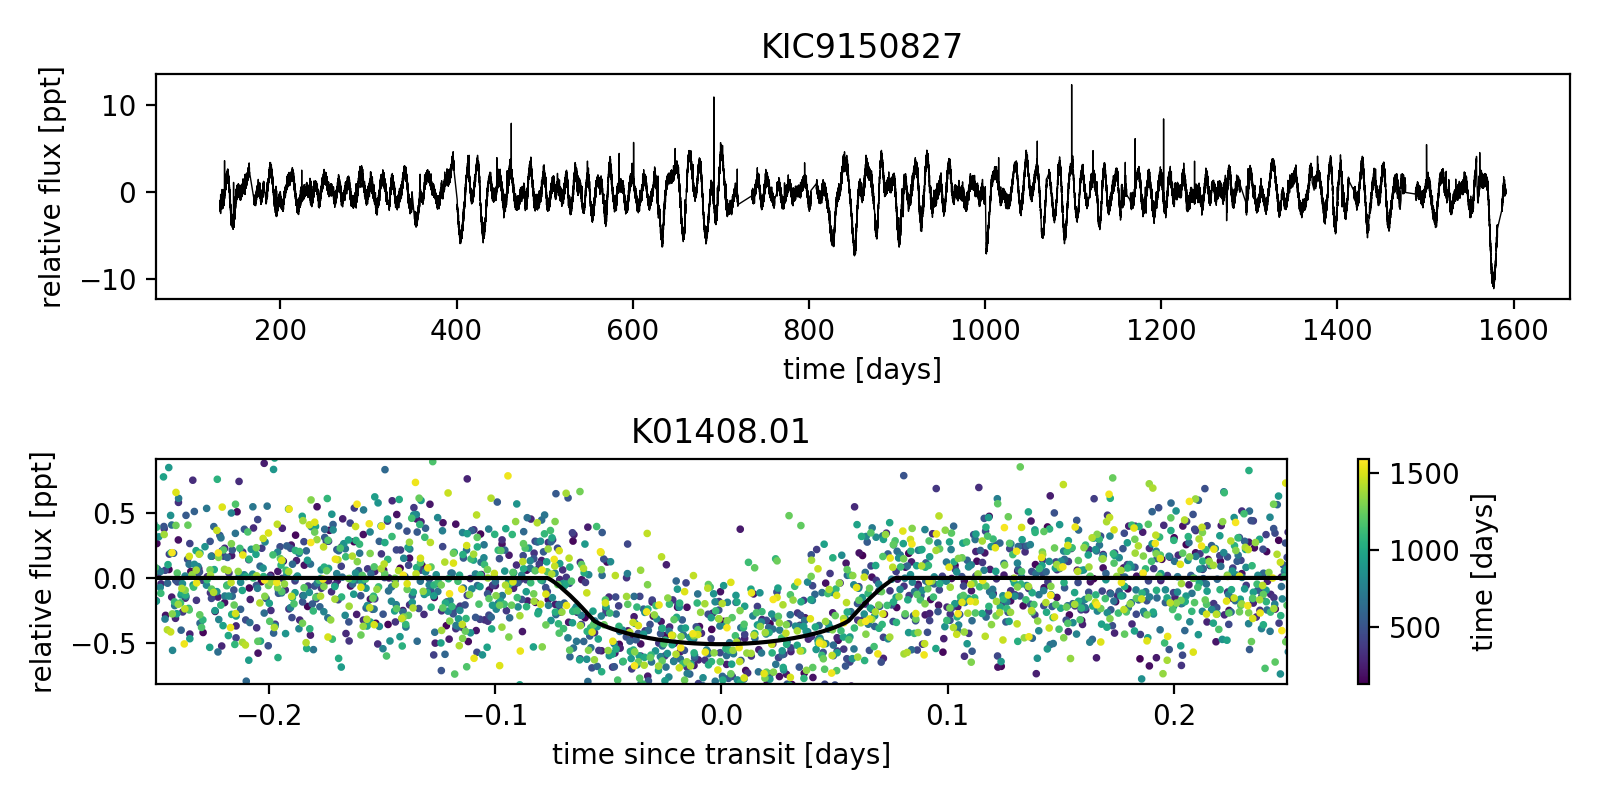 KIC9150827
relative flux [ppt]
10
0
−10
200 400 600 800 1000 1200 1400 1600
time [days]
K01408.01
relative flux [ppt]
0.5
0.0
−0.5
−0.2 −0.1 0.0 0.1 0.2
time since transit [days]
1500
1000
500
time [days]